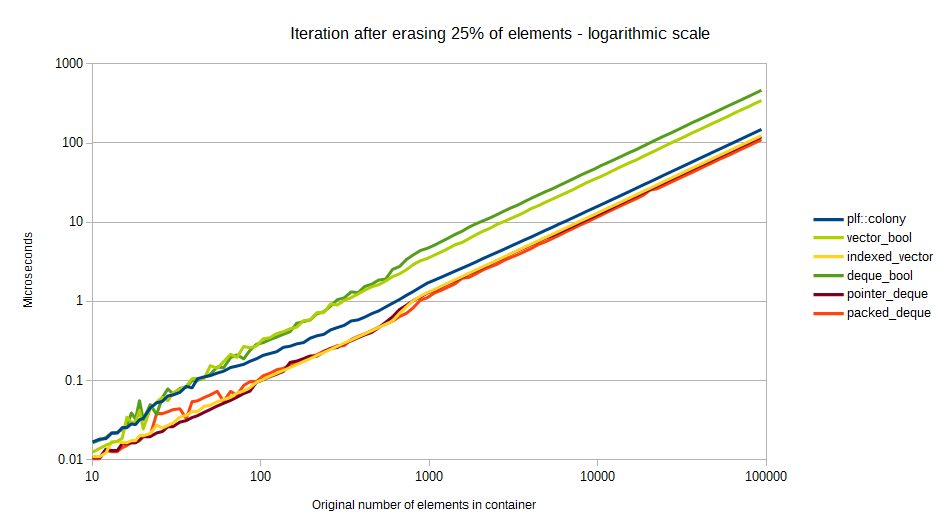 Iteration after erasing 25% of elements - logarithmic scale
1000
100
10
1
0.1
0.01
10
100
1000
10000
100000
Microseconds
Original number of elements in container
plf::colony
vector_bool
indexed_vector
deque_bool
pointer_deque
packed_deque